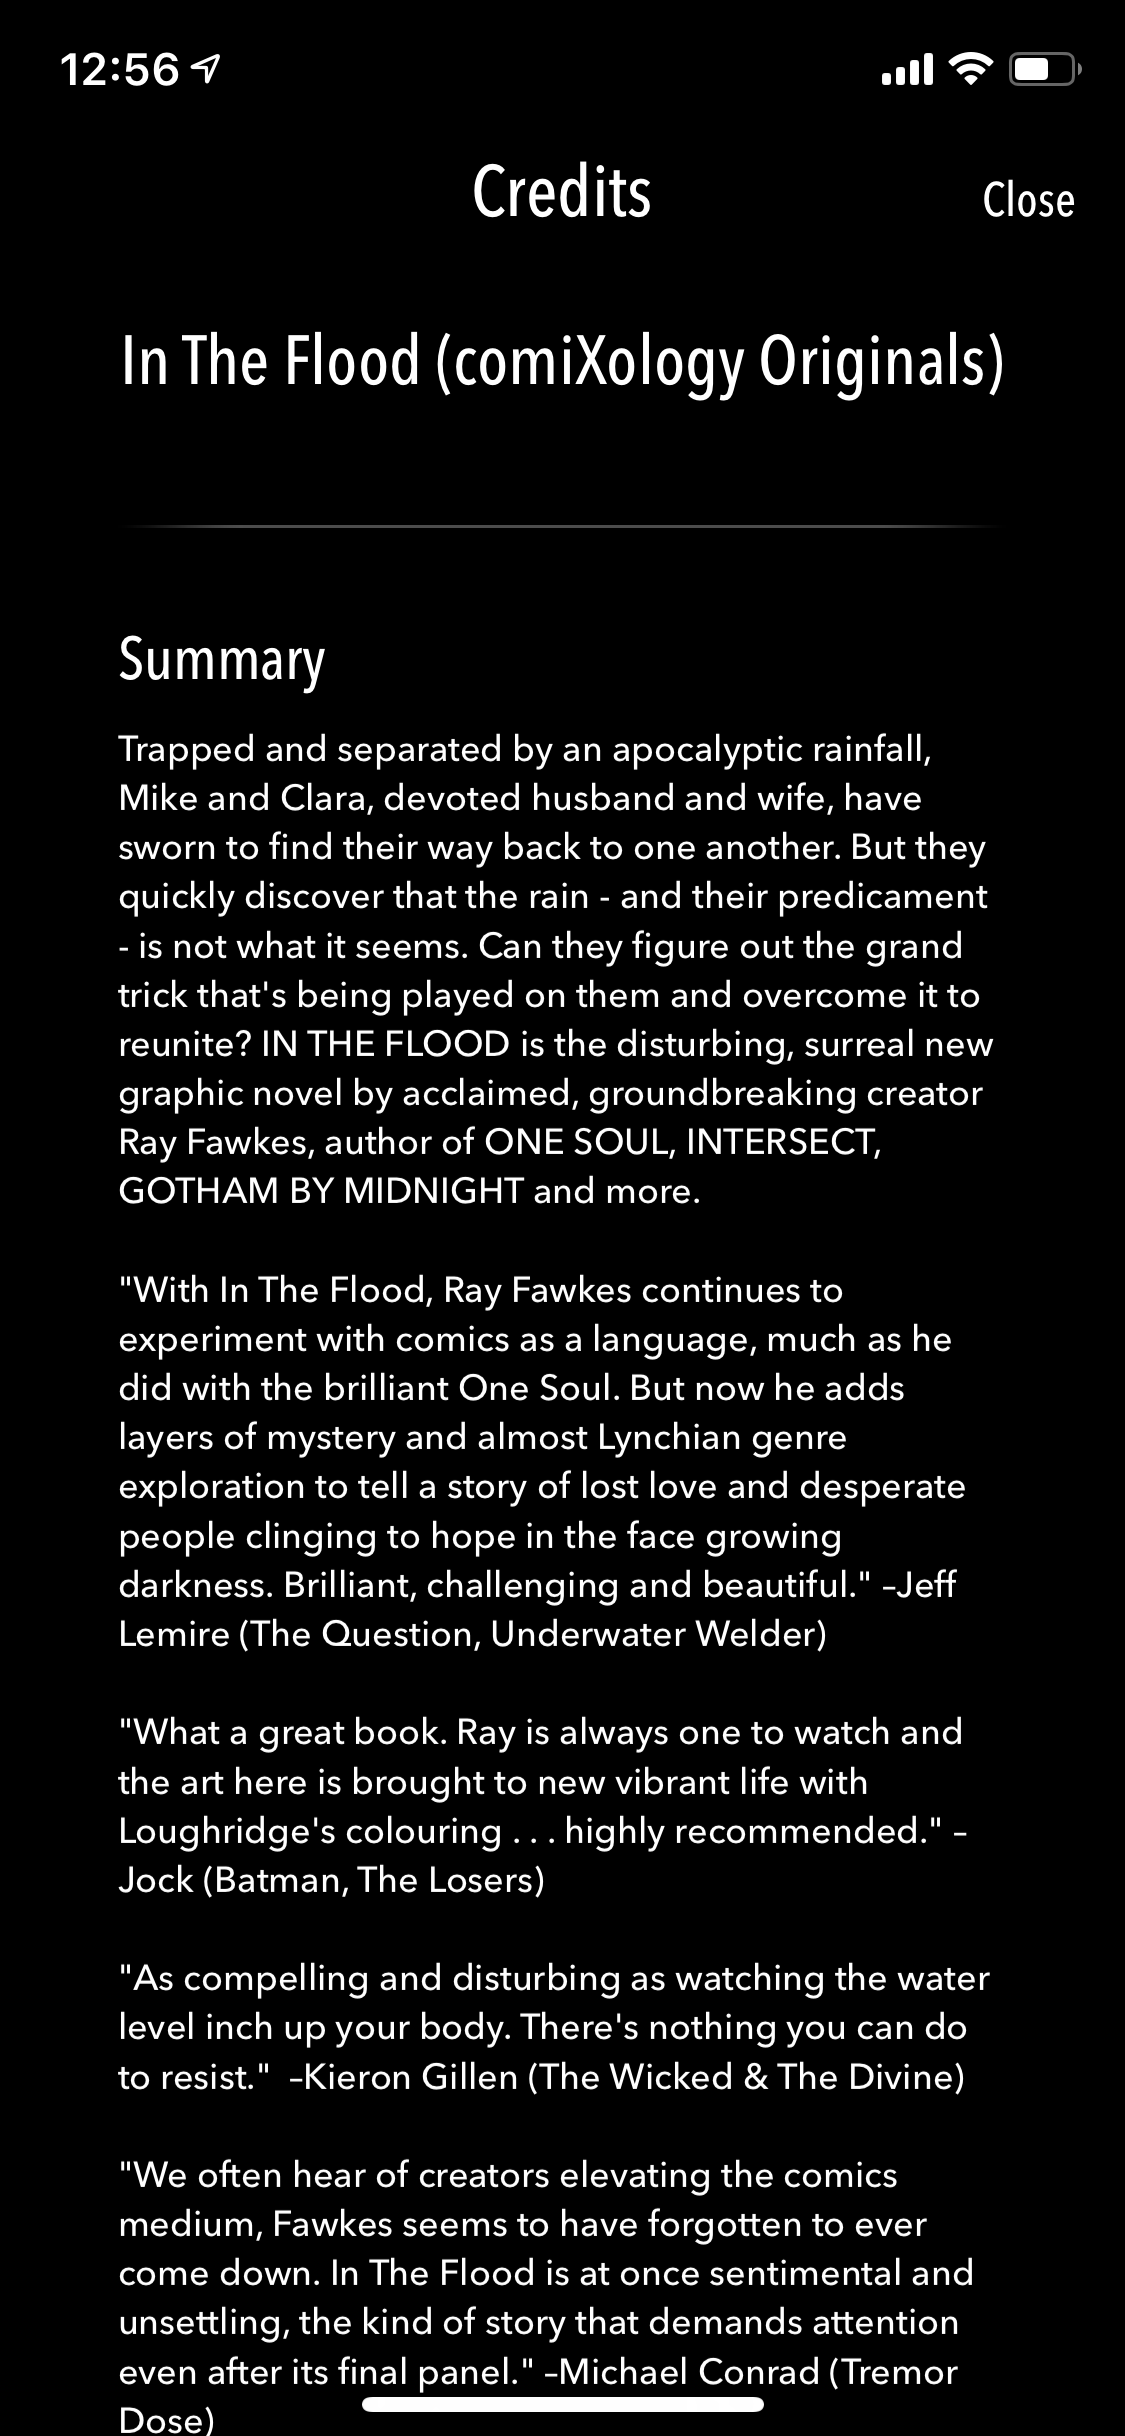 12:56
Credits
Close
In The Flood (comiXology Originals)
Summary
Trapped and separated by an apocalyptic rainfall,
Mike and Clara, devoted husband and wife, have
sworn to find their way back to one another. But they
quickly discover that the rain - and their predicament
- is not what it seems. Can they figure out the grand
trick that's being played on them and overcome it to
reunite? IN THE FLOOD is the disturbing, surreal new
graphic novel by acclaimed, groundbreaking creator
Ray Fawkes, author of ONE SOUL, INTERSECT,
GOTHAM BY MIDNIGHT and more.
"With In The Flood, Ray Fawkes continues to
experiment with comics as a language, much as he
did with the brilliant One Soul. But now he adds
layers of mystery and almost Lynchian genre
exploration to tell a story of lost love and desperate
people clinging to hope in the face growing
darkness. Brilliant, challenging and beautiful." –Jeff
Lemire (The Question, Underwater Welder)
"What a great book. Ray is always one to watch and
the art here is brought to new vibrant life with
Loughridge's colouring . . . highly recommended." –
Jock (Batman, The Losers)
"As compelling and disturbing as watching the water
level inch up your body. There's nothing you can do
to resist."  –Kieron Gillen (The Wicked & The Divine)
"We often hear of creators elevating the comics
medium, Fawkes seems to have forgotten to ever
come down. In The Flood is at once sentimental and
unsettling, the kind of story that demands attention
even after its final panel." –Michael Conrad (Tremor
Dose)